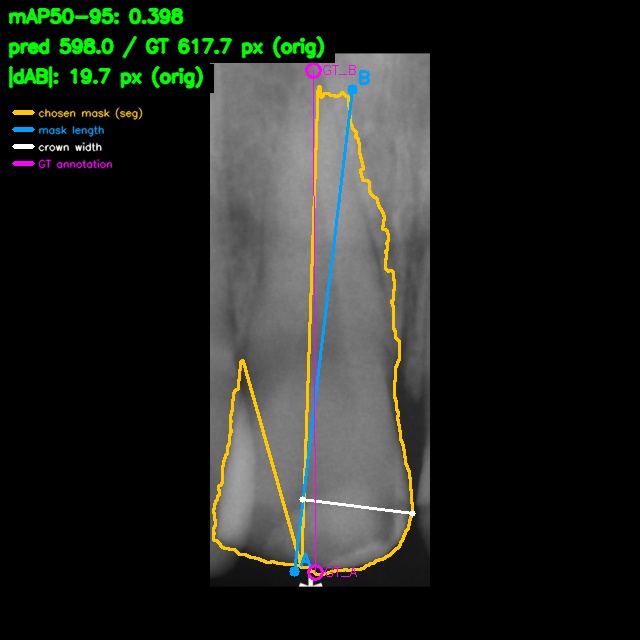 mAP50-95: 0.398
pred 598.0 / GT 617.7 px (orig)
|dAB|: 19.7 px (orig)
chosen mask (seg)
mask length
crown width
GT annotation
GT_B
B
A
GT_A